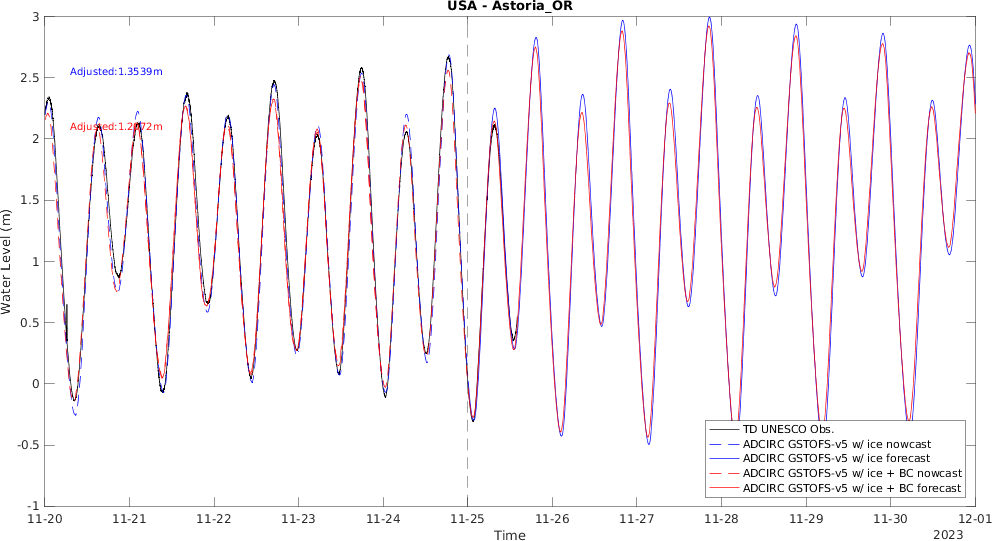 USA - Astoria_OR
3
2.5
2
1.5
1
0.5
0
-0.5
-1
Water Level (m)
Adjusted:1.3539m
TD UNESCO Obs.
ADCIRC GSTOFS-v5 w/ ice nowcast
ADCIRC GSTOFS-v5 w/ ice forecast
ADCIRC GSTOFS-v5 w/ ice + BC nowcast
ADCIRC GSTOFS-v5 w/ ice + BC forecast
11-20 11-21 11-22 11-23 11-24 11-25 11-26 11-27 11-28 11-29 11-30 12-01
Time
2023